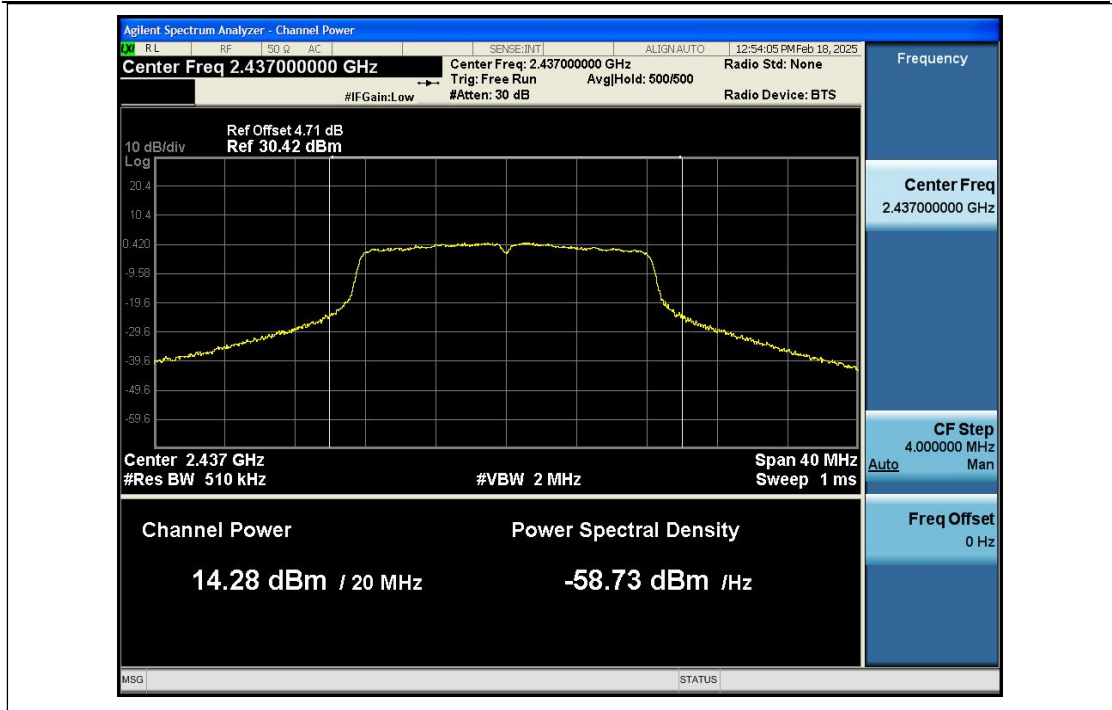 Agilent Spectrum Analyzer - Channel Power
LXI RL RF 50 Ω AC SENSE:INT ALIGN AUTO 12:54:05 PM Feb 18, 2025
Center Freq 2.437000000 GHz
Center Freq: 2.437000000 GHz
Radio Std: None
Trig: Free Run Avg|Hold: 500/500
#IFGain:Low
#Atten: 30 dB
Radio Device: BTS
Ref Offset 4.71 dB
10 dB/div Ref 30.42 dBm
Log
20.4
10.4
0.420
-9.58
-19.6
-29.6
-39.6
-49.6
-59.6
Center 2.437 GHz Span 40 MHz
#Res BW 510 kHz #VBW 2 MHz Sweep 1 ms
Channel Power Power Spectral Density
14.28 dBm / 20 MHz -58.73 dBm /Hz
MSG STATUS
Frequency
Center Freq
2.437000000 GHz
CF Step
4.000000 MHz
Auto Man
Freq Offset
0 Hz